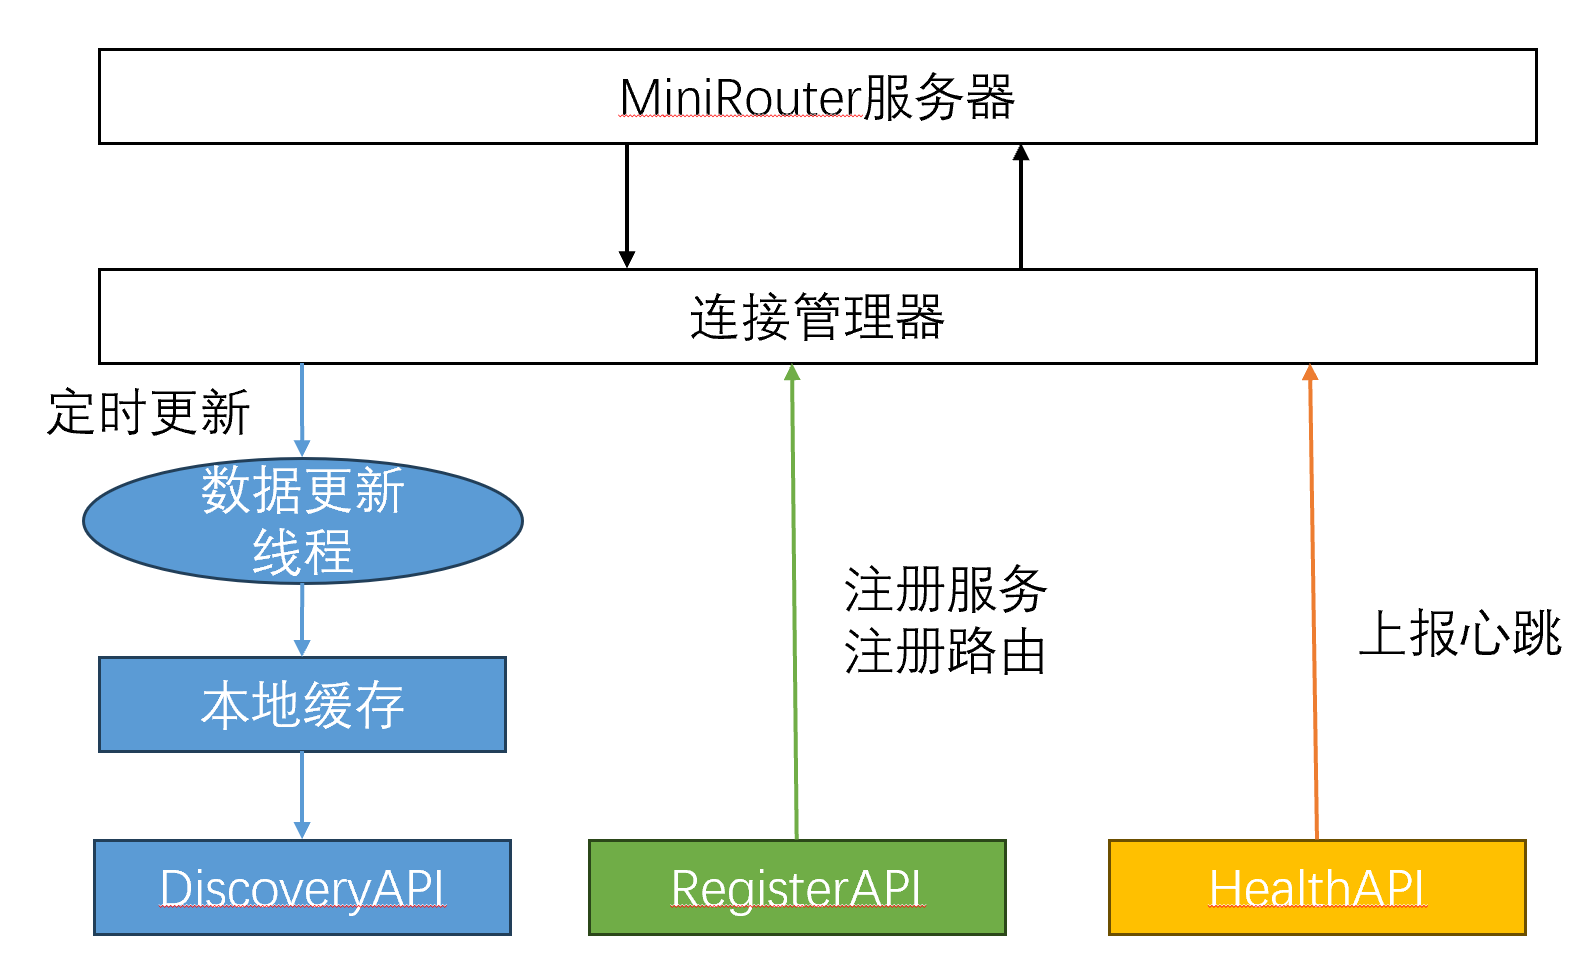 MiniRouter服务器
连接管理器
定时更新
数据更新
线程
本地缓存
注册服务
注册路由
上报心跳
DiscoveryAPI
RegisterAPI
HealthAPI